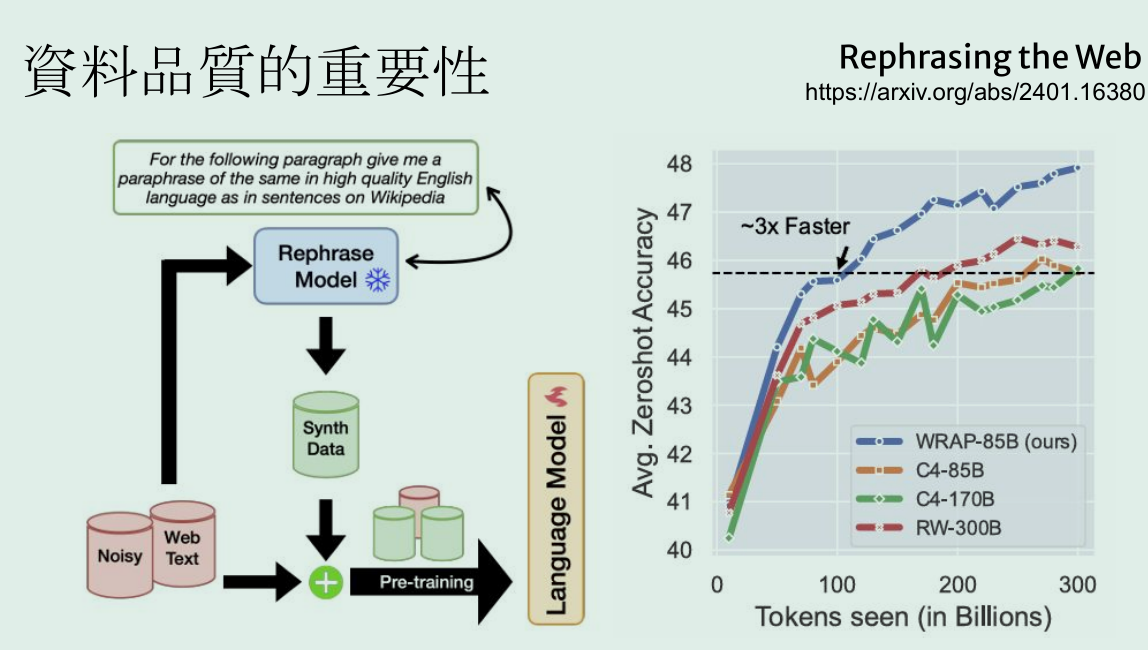 資料品質的重要性
Rephrasing the Web
https://arxiv.org/abs/2401.16380
For the following paragraph give me a
paraphrase of the same in high quality English
language as in sentences on Wikipedia
Rephrase
Model
Synth
Data
Noisy
Web
Text
Pre-training
Language Model
48
47
46
45
44
43
42
41
40
Avg. Zeroshot Accuracy
~3x Faster
WRAP-85B (ours)
C4-85B
C4-170B
RW-300B
0
100
200
300
Tokens seen (in Billions)